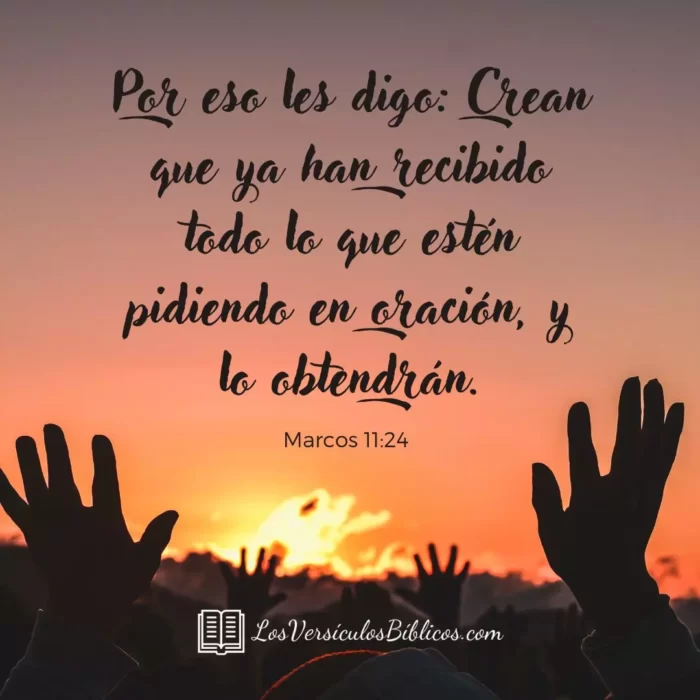 Por eso les digo: Crean
que ya han recibido
todo lo que estén
pidiendo en oración, y
lo obtendrán.
Marcos 11:24
LosVersículosBíblicos.com